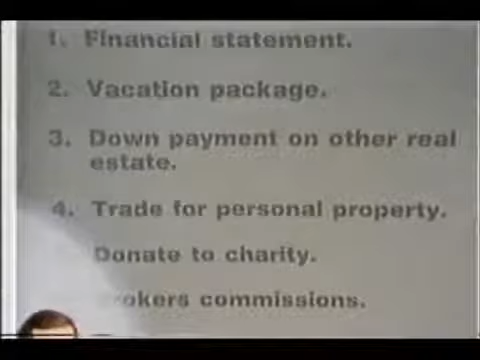 1. Financial statement.
2. Vacation package.
3. Down payment on other real
estate.
4. Trade for personal property.
Donate to charity.
rokers commissions.